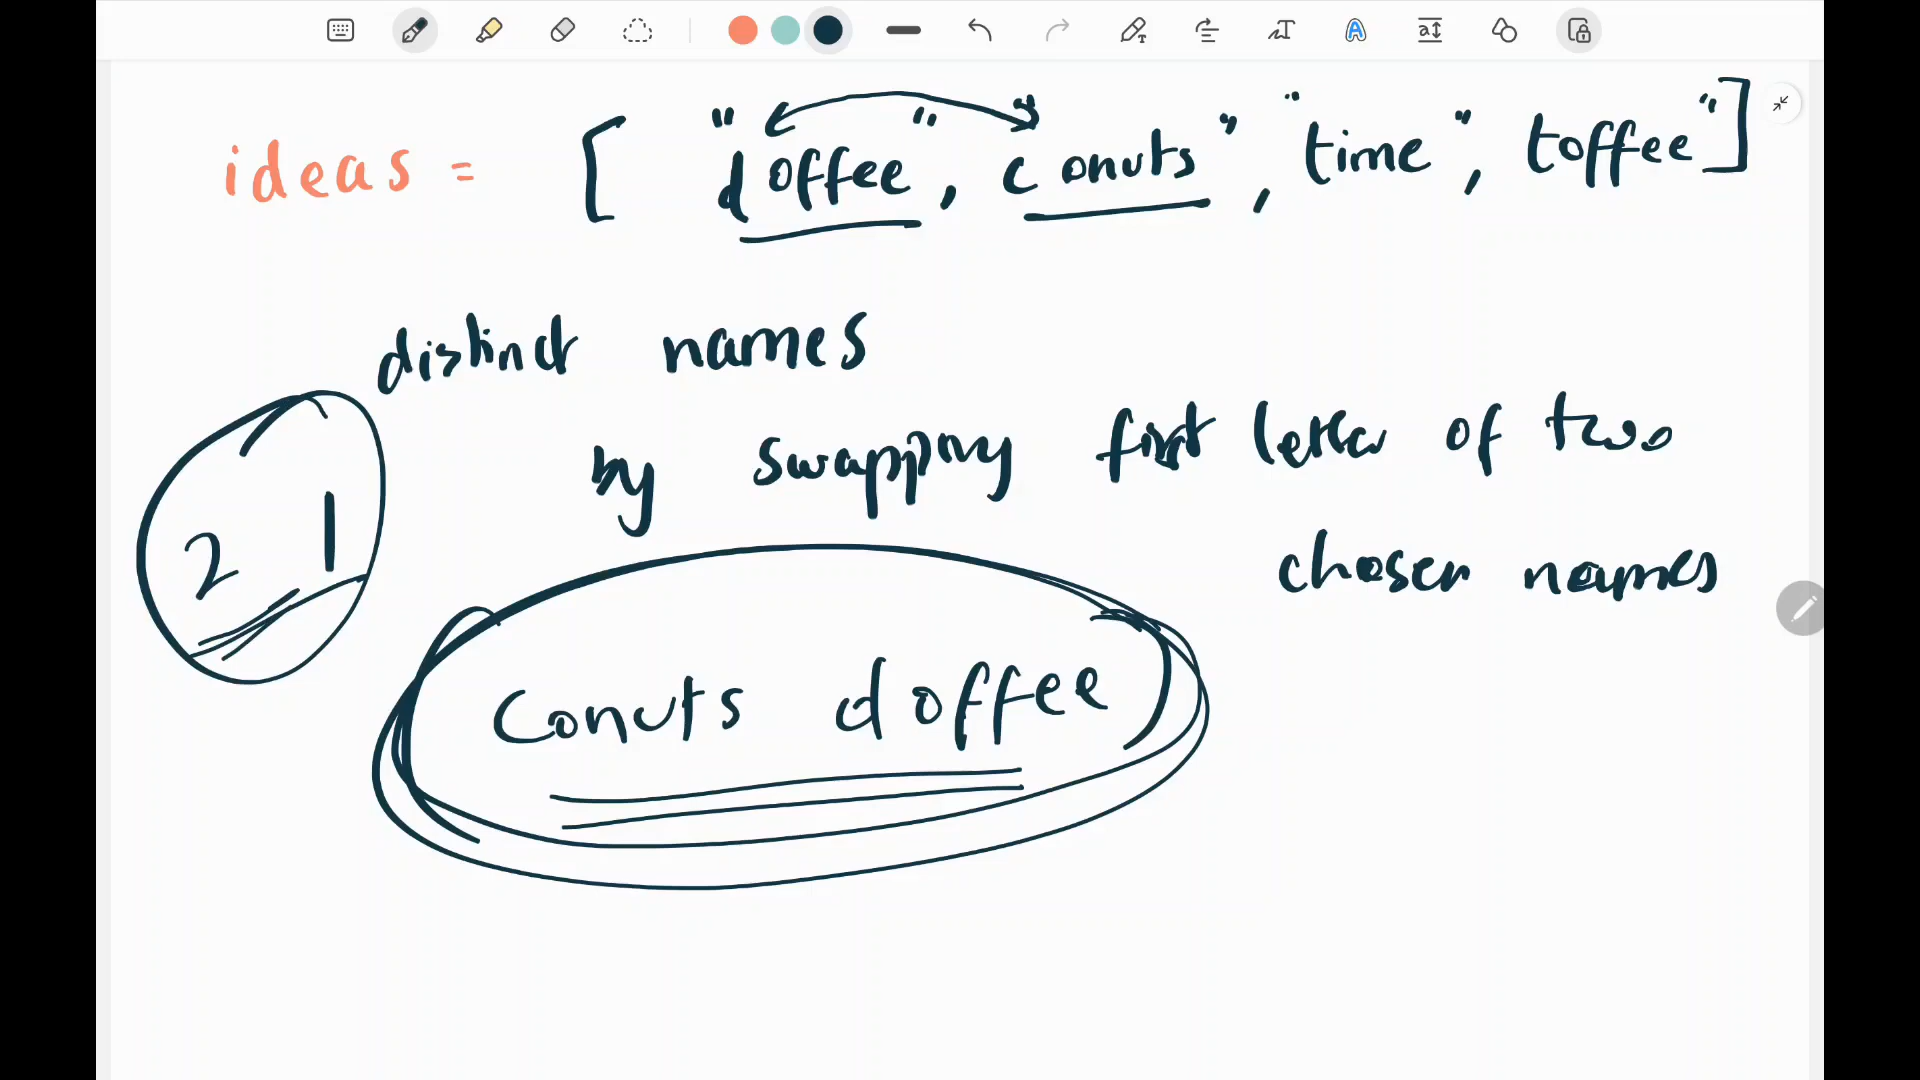 ideas = [ "doffee", conuts", "time", toffee"]
distinct names
by swapping first letter of two
chosen names
2 1
Conuts doffee